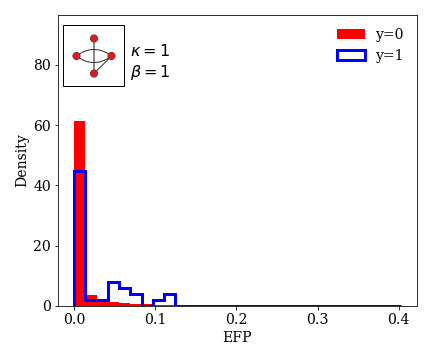 κ = 1
β = 1
y=0
y=1
Density
80
60
40
20
0
0.0 0.1 0.2 0.3 0.4
EFP